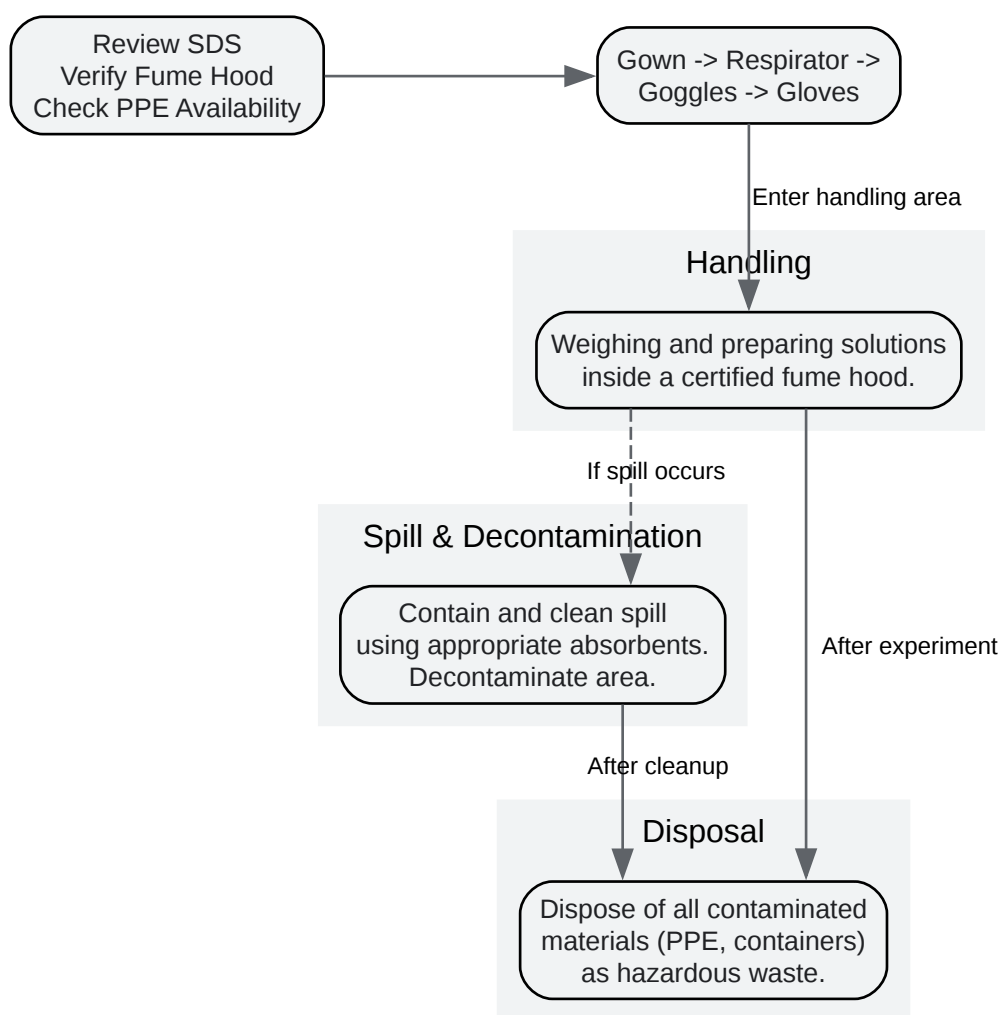 Review SDS
Verify Fume Hood
Check PPE Availability
Gown -> Respirator ->
Goggles -> Gloves
Enter handling area
Handling
Weighing and preparing solutions
inside a certified fume hood.
If spill occurs
Spill & Decontamination
Contain and clean spill
using appropriate absorbents.
Decontaminate area.
After experiment
After cleanup
Disposal
Dispose of all contaminated
materials (PPE, containers)
as hazardous waste.